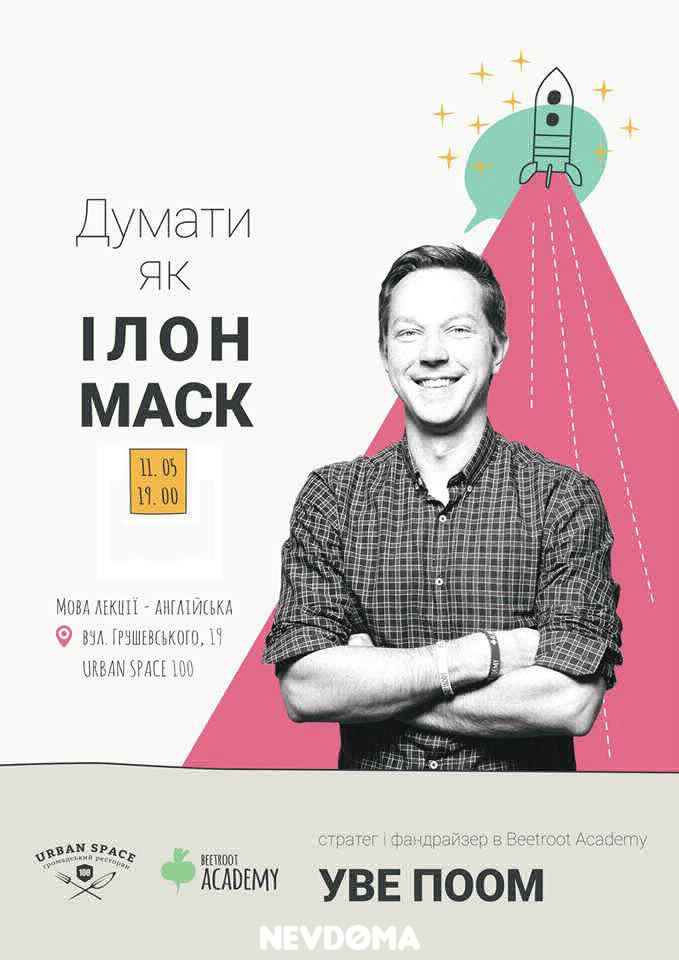 Думати
як
ІЛОН
МАСК
11. 05
19. 00
Мова лекції - англійська
вул. Грушевського, 19
URBAN SPACE 100
стратег і фандрайзер в Beetroot Academy
УВЕ ПООМ
URBAN SPACE
громадський ресторан
100
BEETROOT
ACADEMY
NEVDOMA